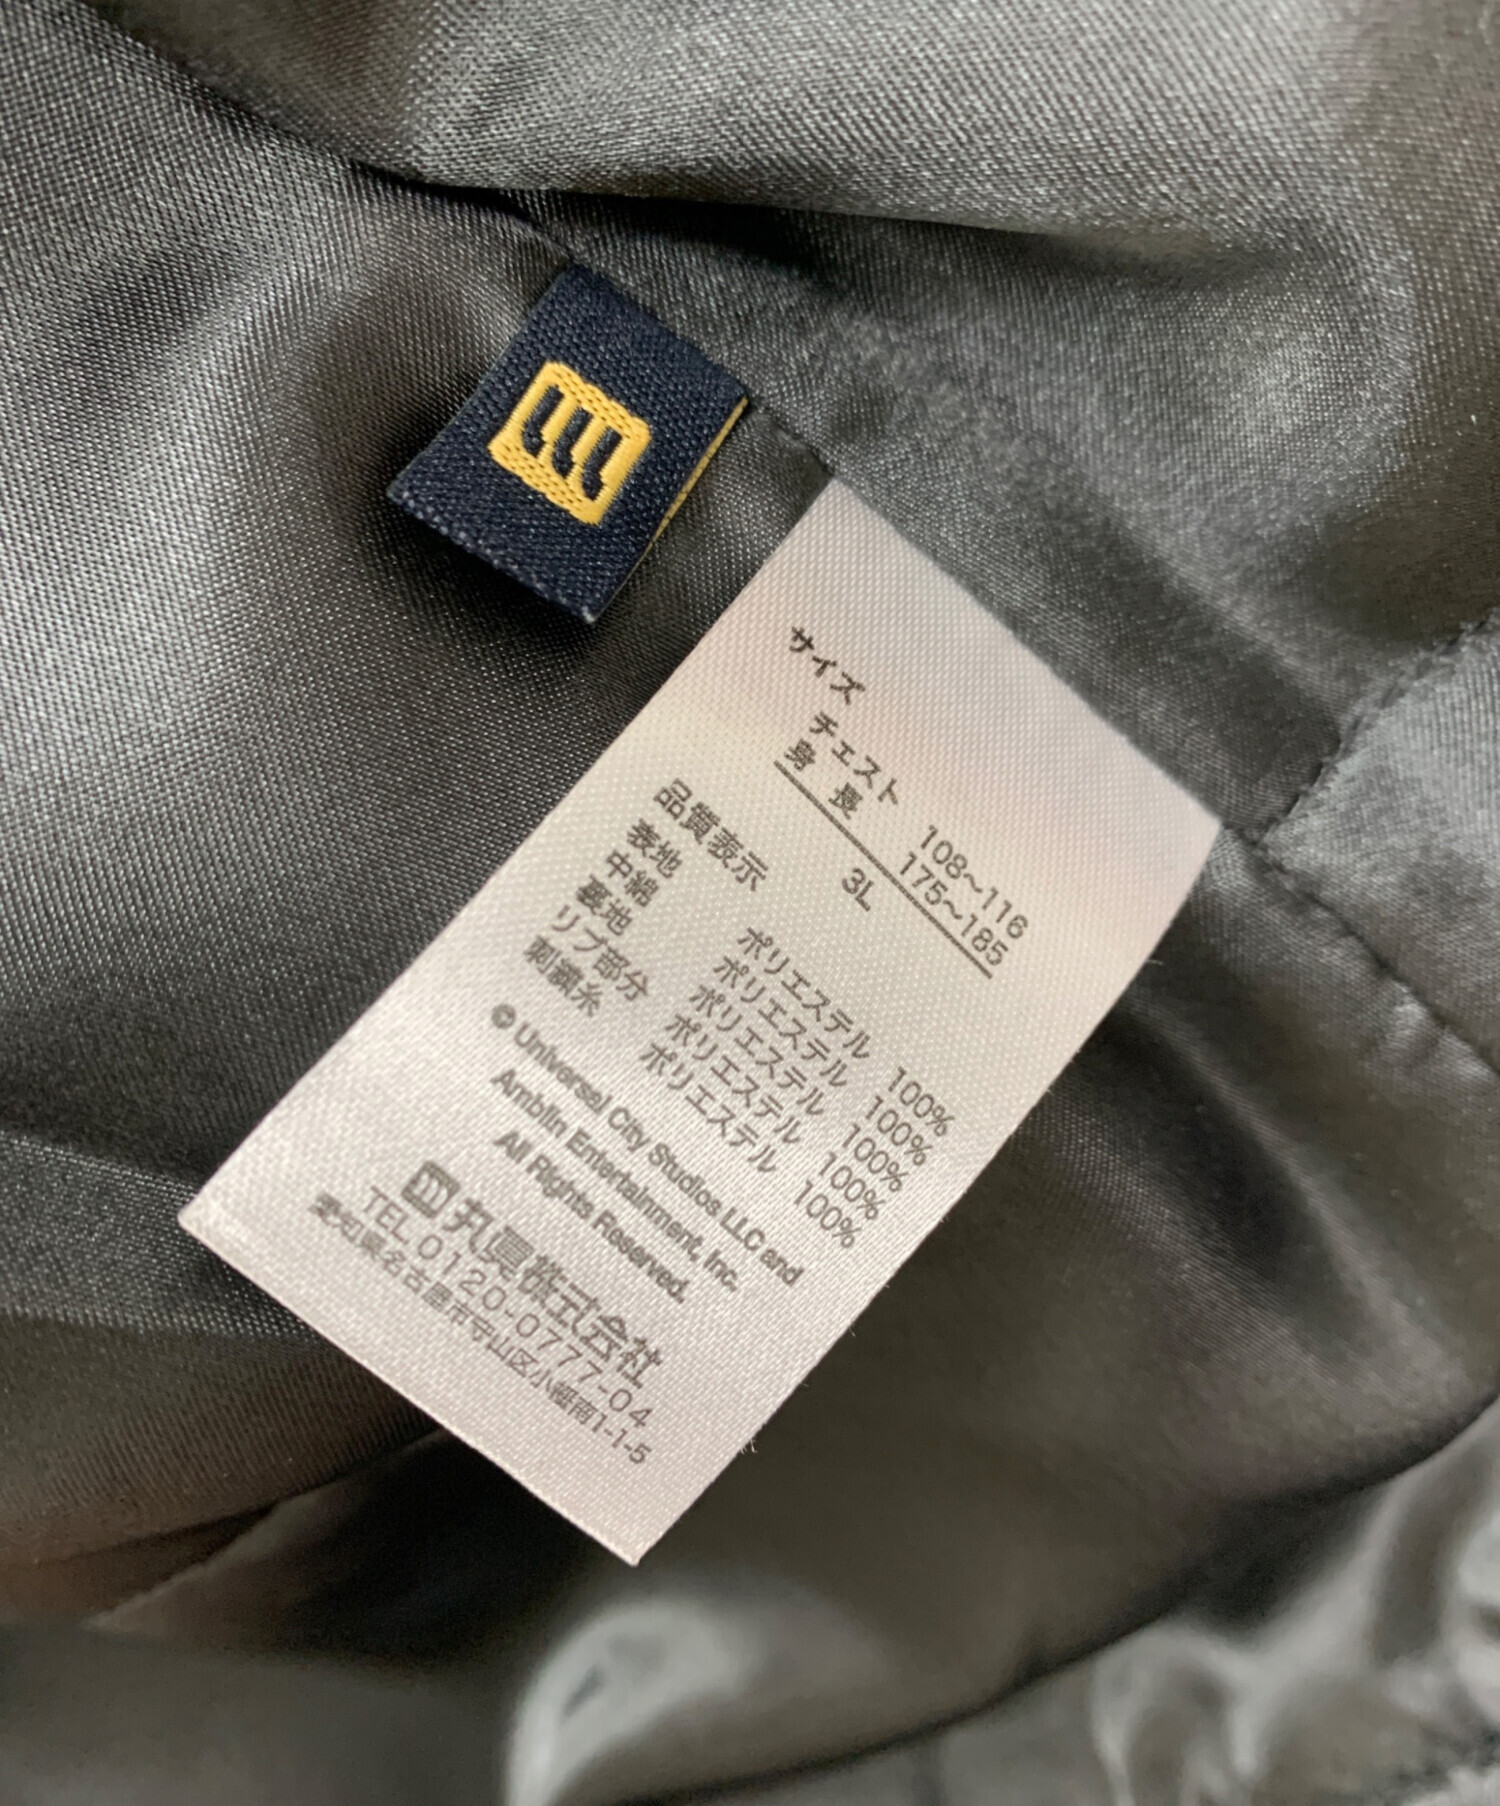 サイズ
チェスト 108～116
身 長 175～185
3L
品質表示
表地 ポリエステル 100%
中綿 ポリエステル 100%
裏地 ポリエステル 100%
リブ部分 ポリエステル 100%
刺繍糸 ポリエステル 100%
© Universal City Studios LLC and
Amblin Entertainment, Inc.
All Rights Reserved.
丸眞株式会社
TEL 0120-0777-04
愛知県名古屋市守山区小幡南1-1-5